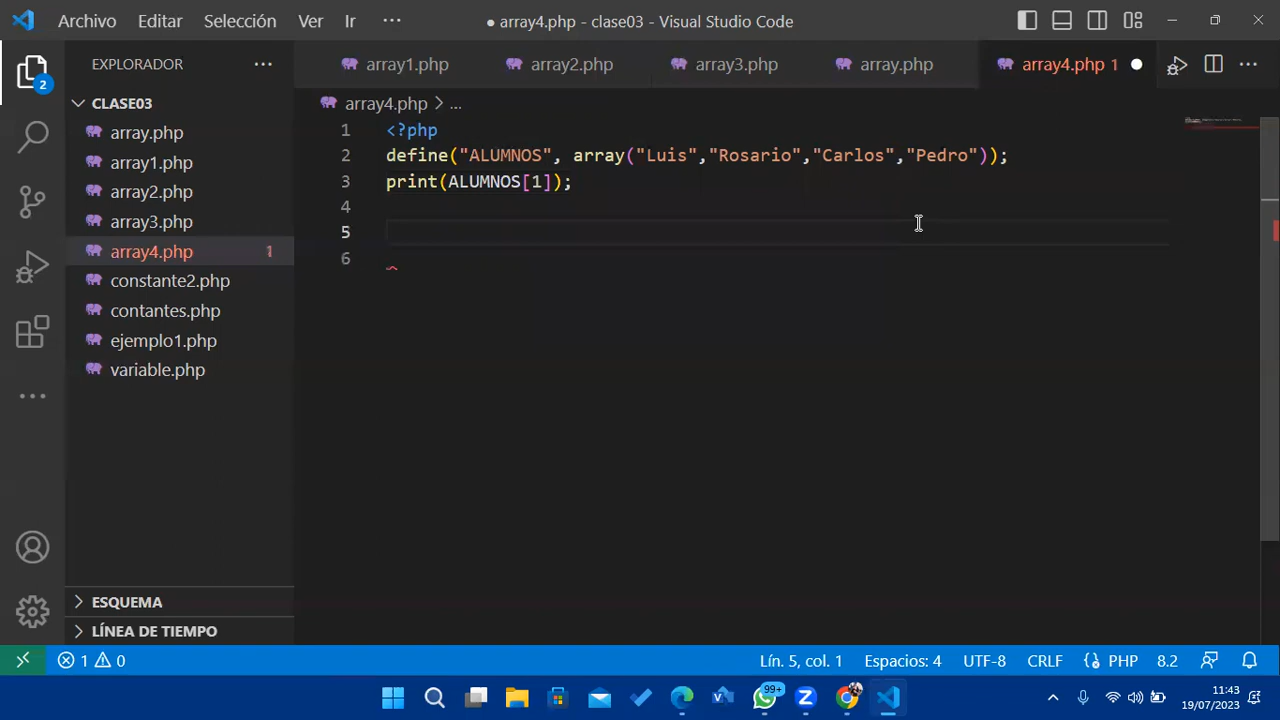 Archivo Editar Selección Ver Ir ··· ● array4.php - clase03 - Visual Studio Code
EXPLORADOR ···
array1.php array2.php array3.php array.php array4.php 1 ●
2
CLASE03
array4.php > ...
array.php
array1.php
array2.php
array3.php
array4.php 1
constante2.php
contantes.php
ejemplo1.php
variable.php
1 <?php
2 define("ALUMNOS", array("Luis","Rosario","Carlos","Pedro"));
3 print(ALUMNOS[1]);
4
5
6
ESQUEMA
LÍNEA DE TIEMPO
1 0 Lín. 5, col. 1 Espacios: 4 UTF-8 CRLF {} PHP 8.2
99+
11:43
19/07/2023